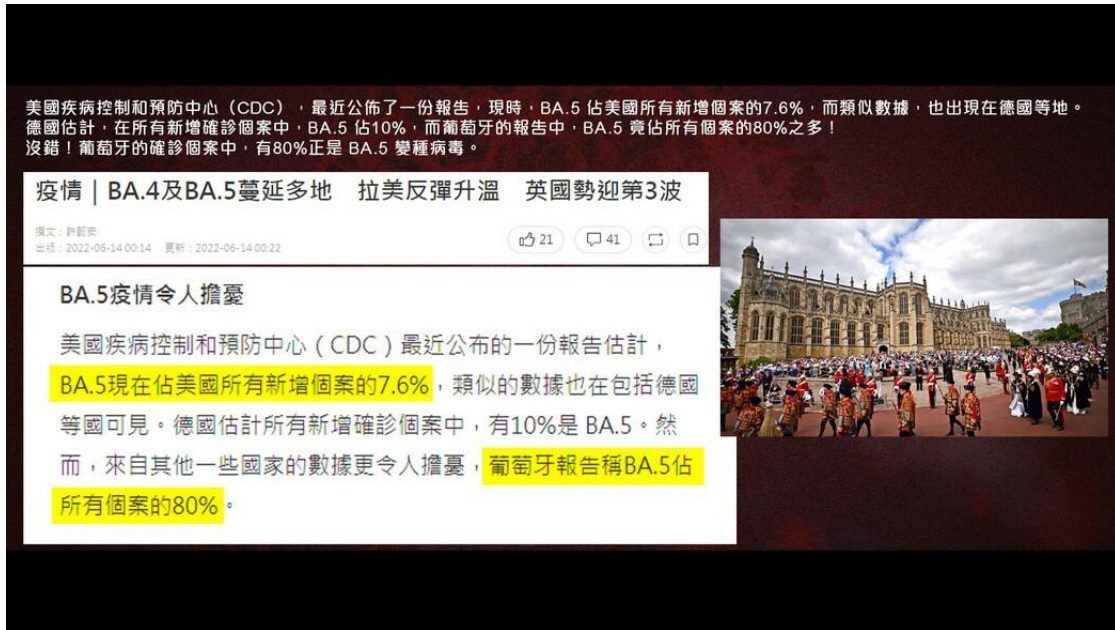 美國疾病控制和預防中心（CDC），最近公佈了一份報告，現時，BA.5 佔美國所有新增個案的7.6%，而類似數據，也出現在德國等地。
德國估計，在所有新增確診個案中，BA.5 佔10%，而葡萄牙的報告中，BA.5 竟佔所有個案的80%之多！
沒錯！葡萄牙的確診個案中，有80%正是 BA.5 變種病毒。
疫情｜BA.4及BA.5蔓延多地　拉美反彈升溫　英國勢迎第3波
撰文：許懿安
出版：2022-06-14 00:14　更新：2022-06-14 00:22
21　41
BA.5疫情令人擔憂
美國疾病控制和預防中心（CDC）最近公布的一份報告估計，
BA.5現在佔美國所有新增個案的7.6%，類似的數據也在包括德國
等國可見。德國估計所有新增確診個案中，有10%是 BA.5。然
而，來自其他一些國家的數據更令人擔憂，葡萄牙報告稱BA.5佔
所有個案的80%。